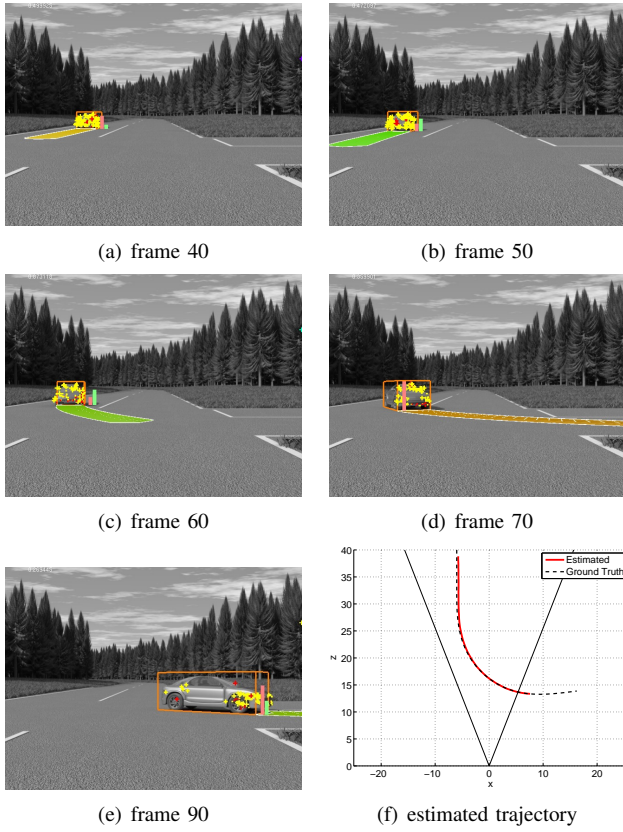 (a) frame 40
(b) frame 50
(c) frame 60
(d) frame 70
(e) frame 90
40
35
30
25
20
15
10
5
0
z
−20
−10
0
10
20
x
Estimated
Ground Truth
(f) estimated trajectory